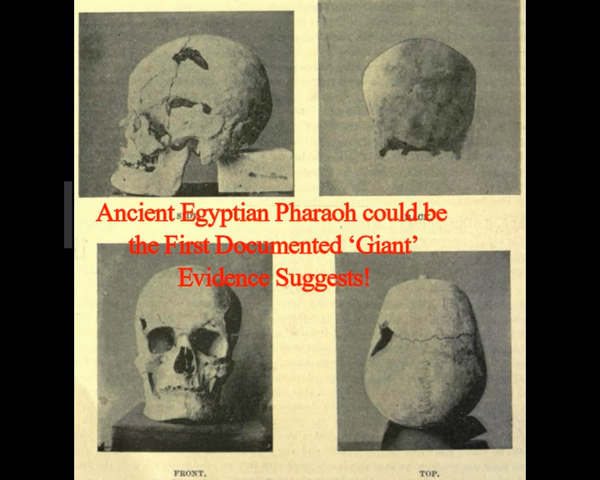 Ancient Egyptian Pharaoh could be
the First Documented ‘Giant’
Evidence Suggests!
FRONT.
TOP.